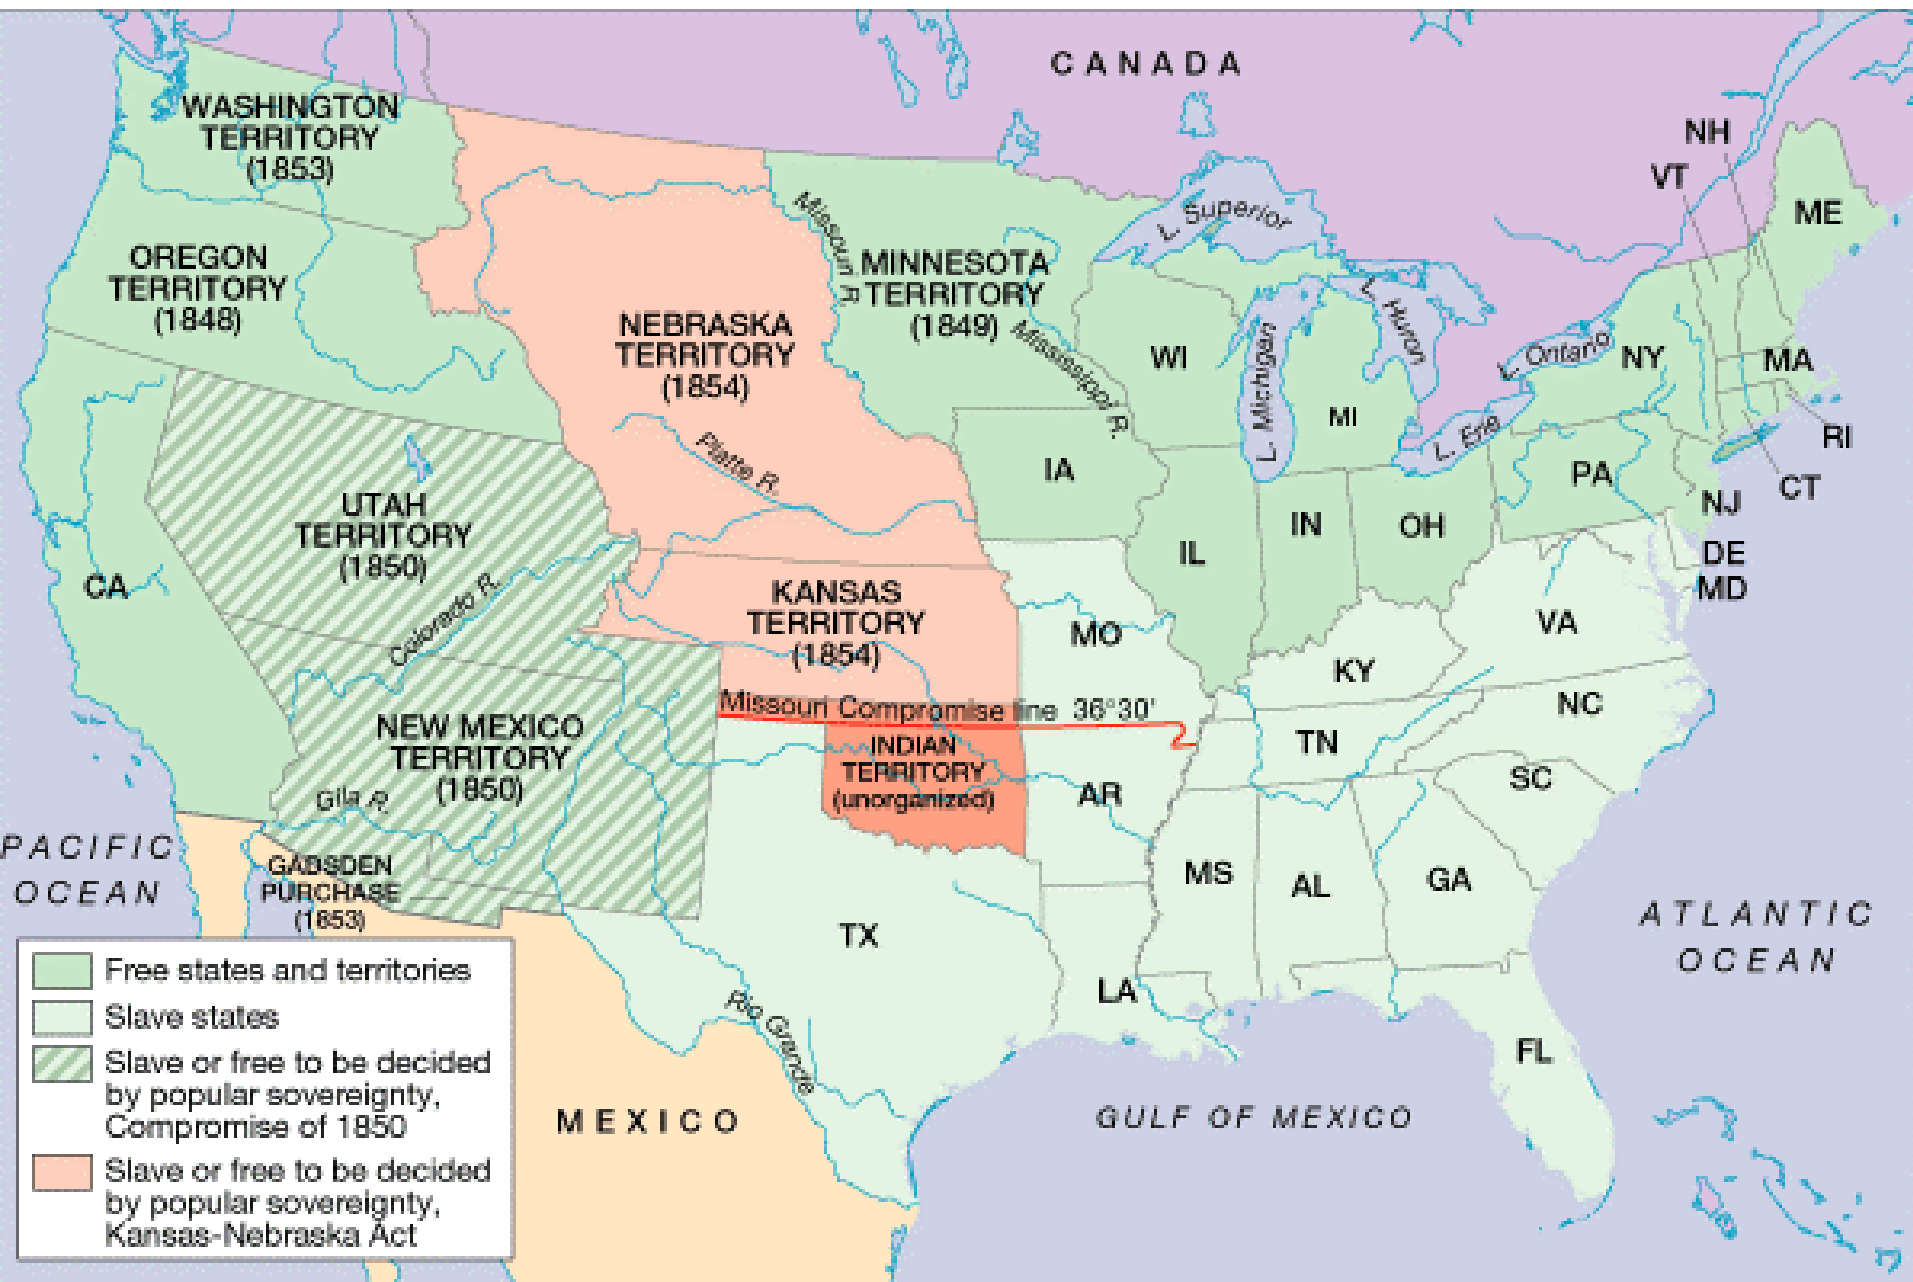 CANADA
NH
VT
ME
WASHINGTON
TERRITORY
(1853)
L. Superior
OREGON
TERRITORY
(1848)
Missouri R.
MINNESOTA
TERRITORY
(1849)
Mississippi R.
NEBRASKA
TERRITORY
(1854)
WI
L. Michigan
L. Huron
L. Ontario
NY
MA
MI
L. Erie
RI
Platte R.
IA
PA
CT
NJ
UTAH
TERRITORY
(1850)
IL
IN
OH
DE
MD
CA
Colorado R.
KANSAS
TERRITORY
(1854)
MO
KY
VA
Missouri Compromise line 36°30'
NC
NEW MEXICO
TERRITORY
(1850)
INDIAN
TERRITORY
(unorganized)
TN
SC
AR
Gila R.
PACIFIC
OCEAN
GADSDEN
PURCHASE
(1853)
MS
AL
GA
ATLANTIC
OCEAN
TX
LA
Rio Grande
FL
MEXICO
GULF OF MEXICO
Free states and territories
Slave states
Slave or free to be decided
by popular sovereignty,
Compromise of 1850
Slave or free to be decided
by popular sovereignty,
Kansas-Nebraska Act